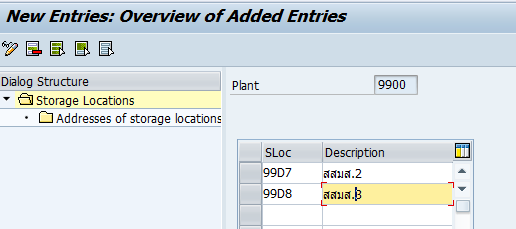 New Entries: Overview of Added Entries
Dialog Structure
Storage Locations
Addresses of storage locations
Plant 9900
SLoc Description
99D7 สสมส.2
99D8 สสมส.3